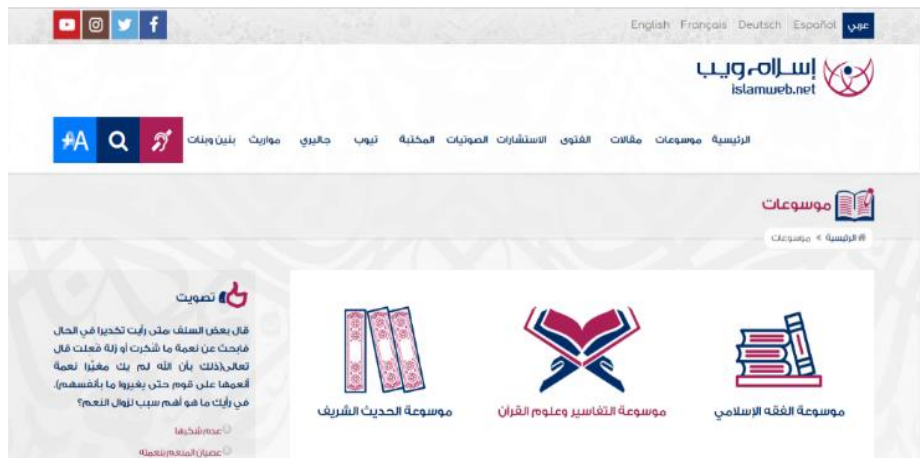 English Français Deutsch Español عربي
إسلام ويب
islamweb.net
الرئيسية موسوعات مقالات الفتوى الاستشارات الصوتيات المكتبة تيوب جاليري مواريث بنين وبنات
A
موسوعات
الرئيسية » موسوعات
موسوعة الفقه الإسلامي
موسوعة التفاسير وعلوم القرآن
موسوعة الحديث الشريف
تصويت
قال بعض السلف :متى رأيت تكديرا في الحال
فابحث عن نعمة ما شكرت أو زلة فعلت قال
تعالى(ذلك بأن الله لم يك مغيّرا نعمة
أنعمها على قوم حتى يغيروا ما بأنفسهم).
في رأيك ما هو أهم سبب لزوال النعم؟
عدم شكرها
عصيان المنعم بنعمته